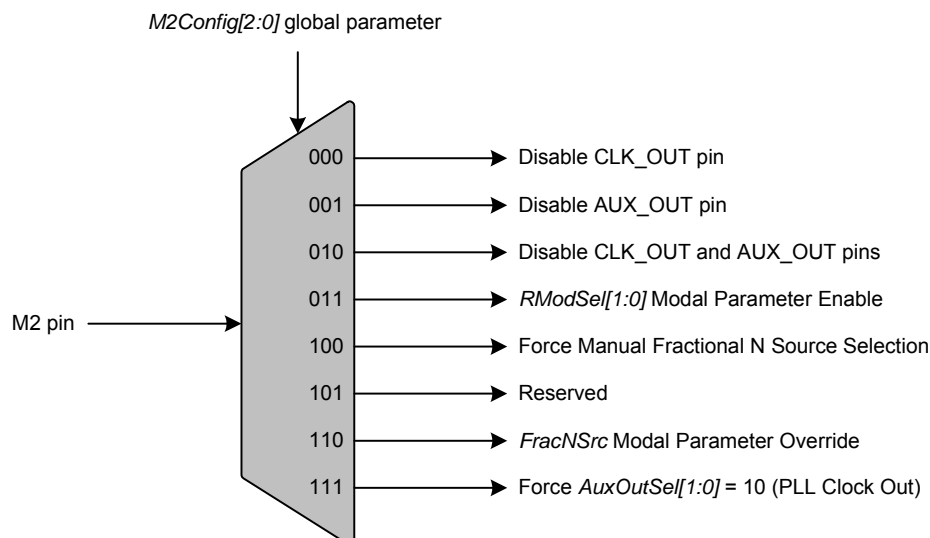 M2Config[2:0] global parameter
000 Disable CLK_OUT pin
001 Disable AUX_OUT pin
010 Disable CLK_OUT and AUX_OUT pins
011 RModSel[1:0] Modal Parameter Enable
M2 pin
100 Force Manual Fractional N Source Selection
101 Reserved
110 FracNSrc Modal Parameter Override
111 Force AuxOutSel[1:0] = 10 (PLL Clock Out)